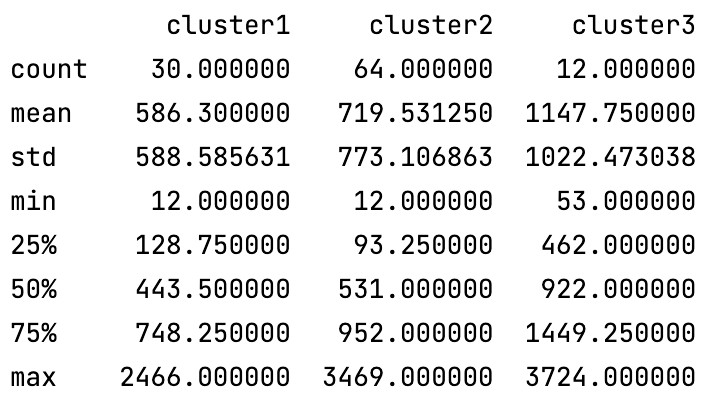 cluster1 cluster2 cluster3
count 30.000000 64.000000 12.000000
mean 586.300000 719.531250 1147.750000
std 588.585631 773.106863 1022.473038
min 12.000000 12.000000 53.000000
25% 128.750000 93.250000 462.000000
50% 443.500000 531.000000 922.000000
75% 748.250000 952.000000 1449.250000
max 2466.000000 3469.000000 3724.000000